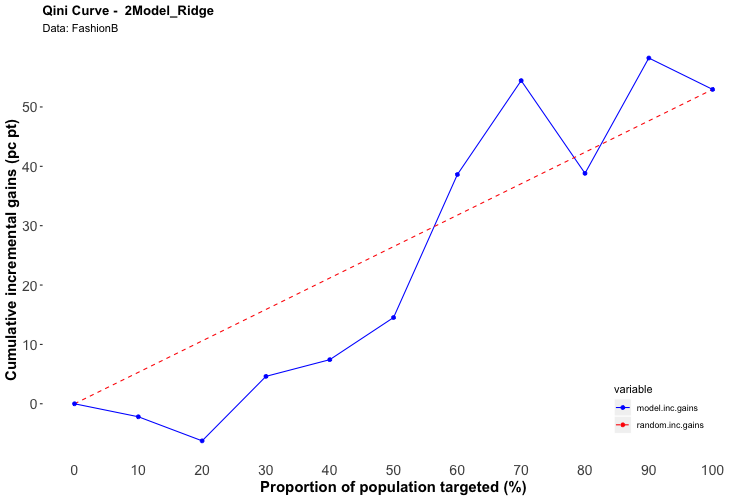 Qini Curve - 2Model_Ridge
Data: FashionB
Cumulative incremental gains (pc pt)
50
40
30
20
10
0
variable
model.inc.gains
random.inc.gains
0 10 20 30 40 50 60 70 80 90 100
Proportion of population targeted (%)